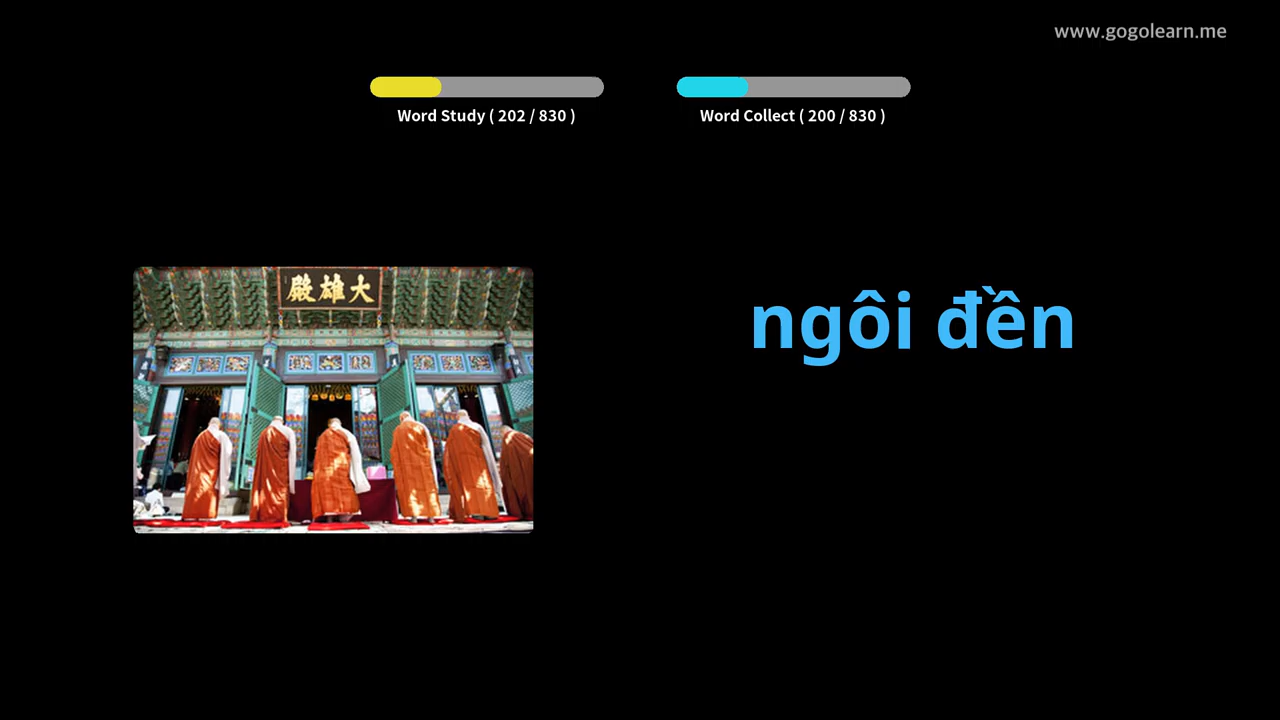 www.gogolearn.me
Word Study ( 202 / 830 )
Word Collect ( 200 / 830 )
殿雄大
ngôi đền